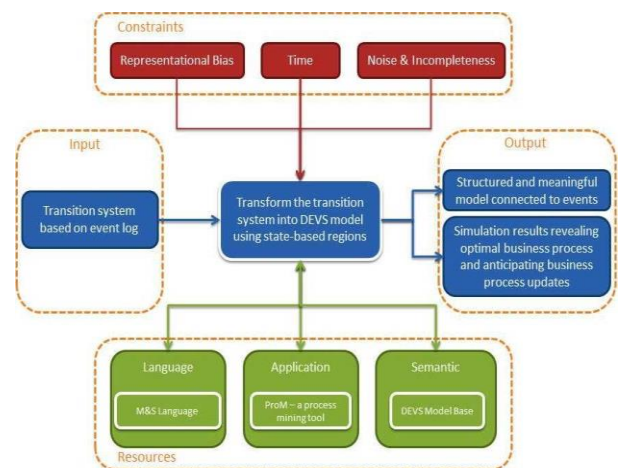 Constraints
Representational Bias
Time
Noise & Incompleteness
Input
Transition system
based on event log
Transform the transition
system into DEVS model
using state-based regions
Output
Structured and meaningful
model connected to events
Simulation results revealing
optimal business process
and anticipating business
process updates
Language
M&S Language
Application
ProM – a process
mining tool
Semantic
DEVS Model Base
Resources